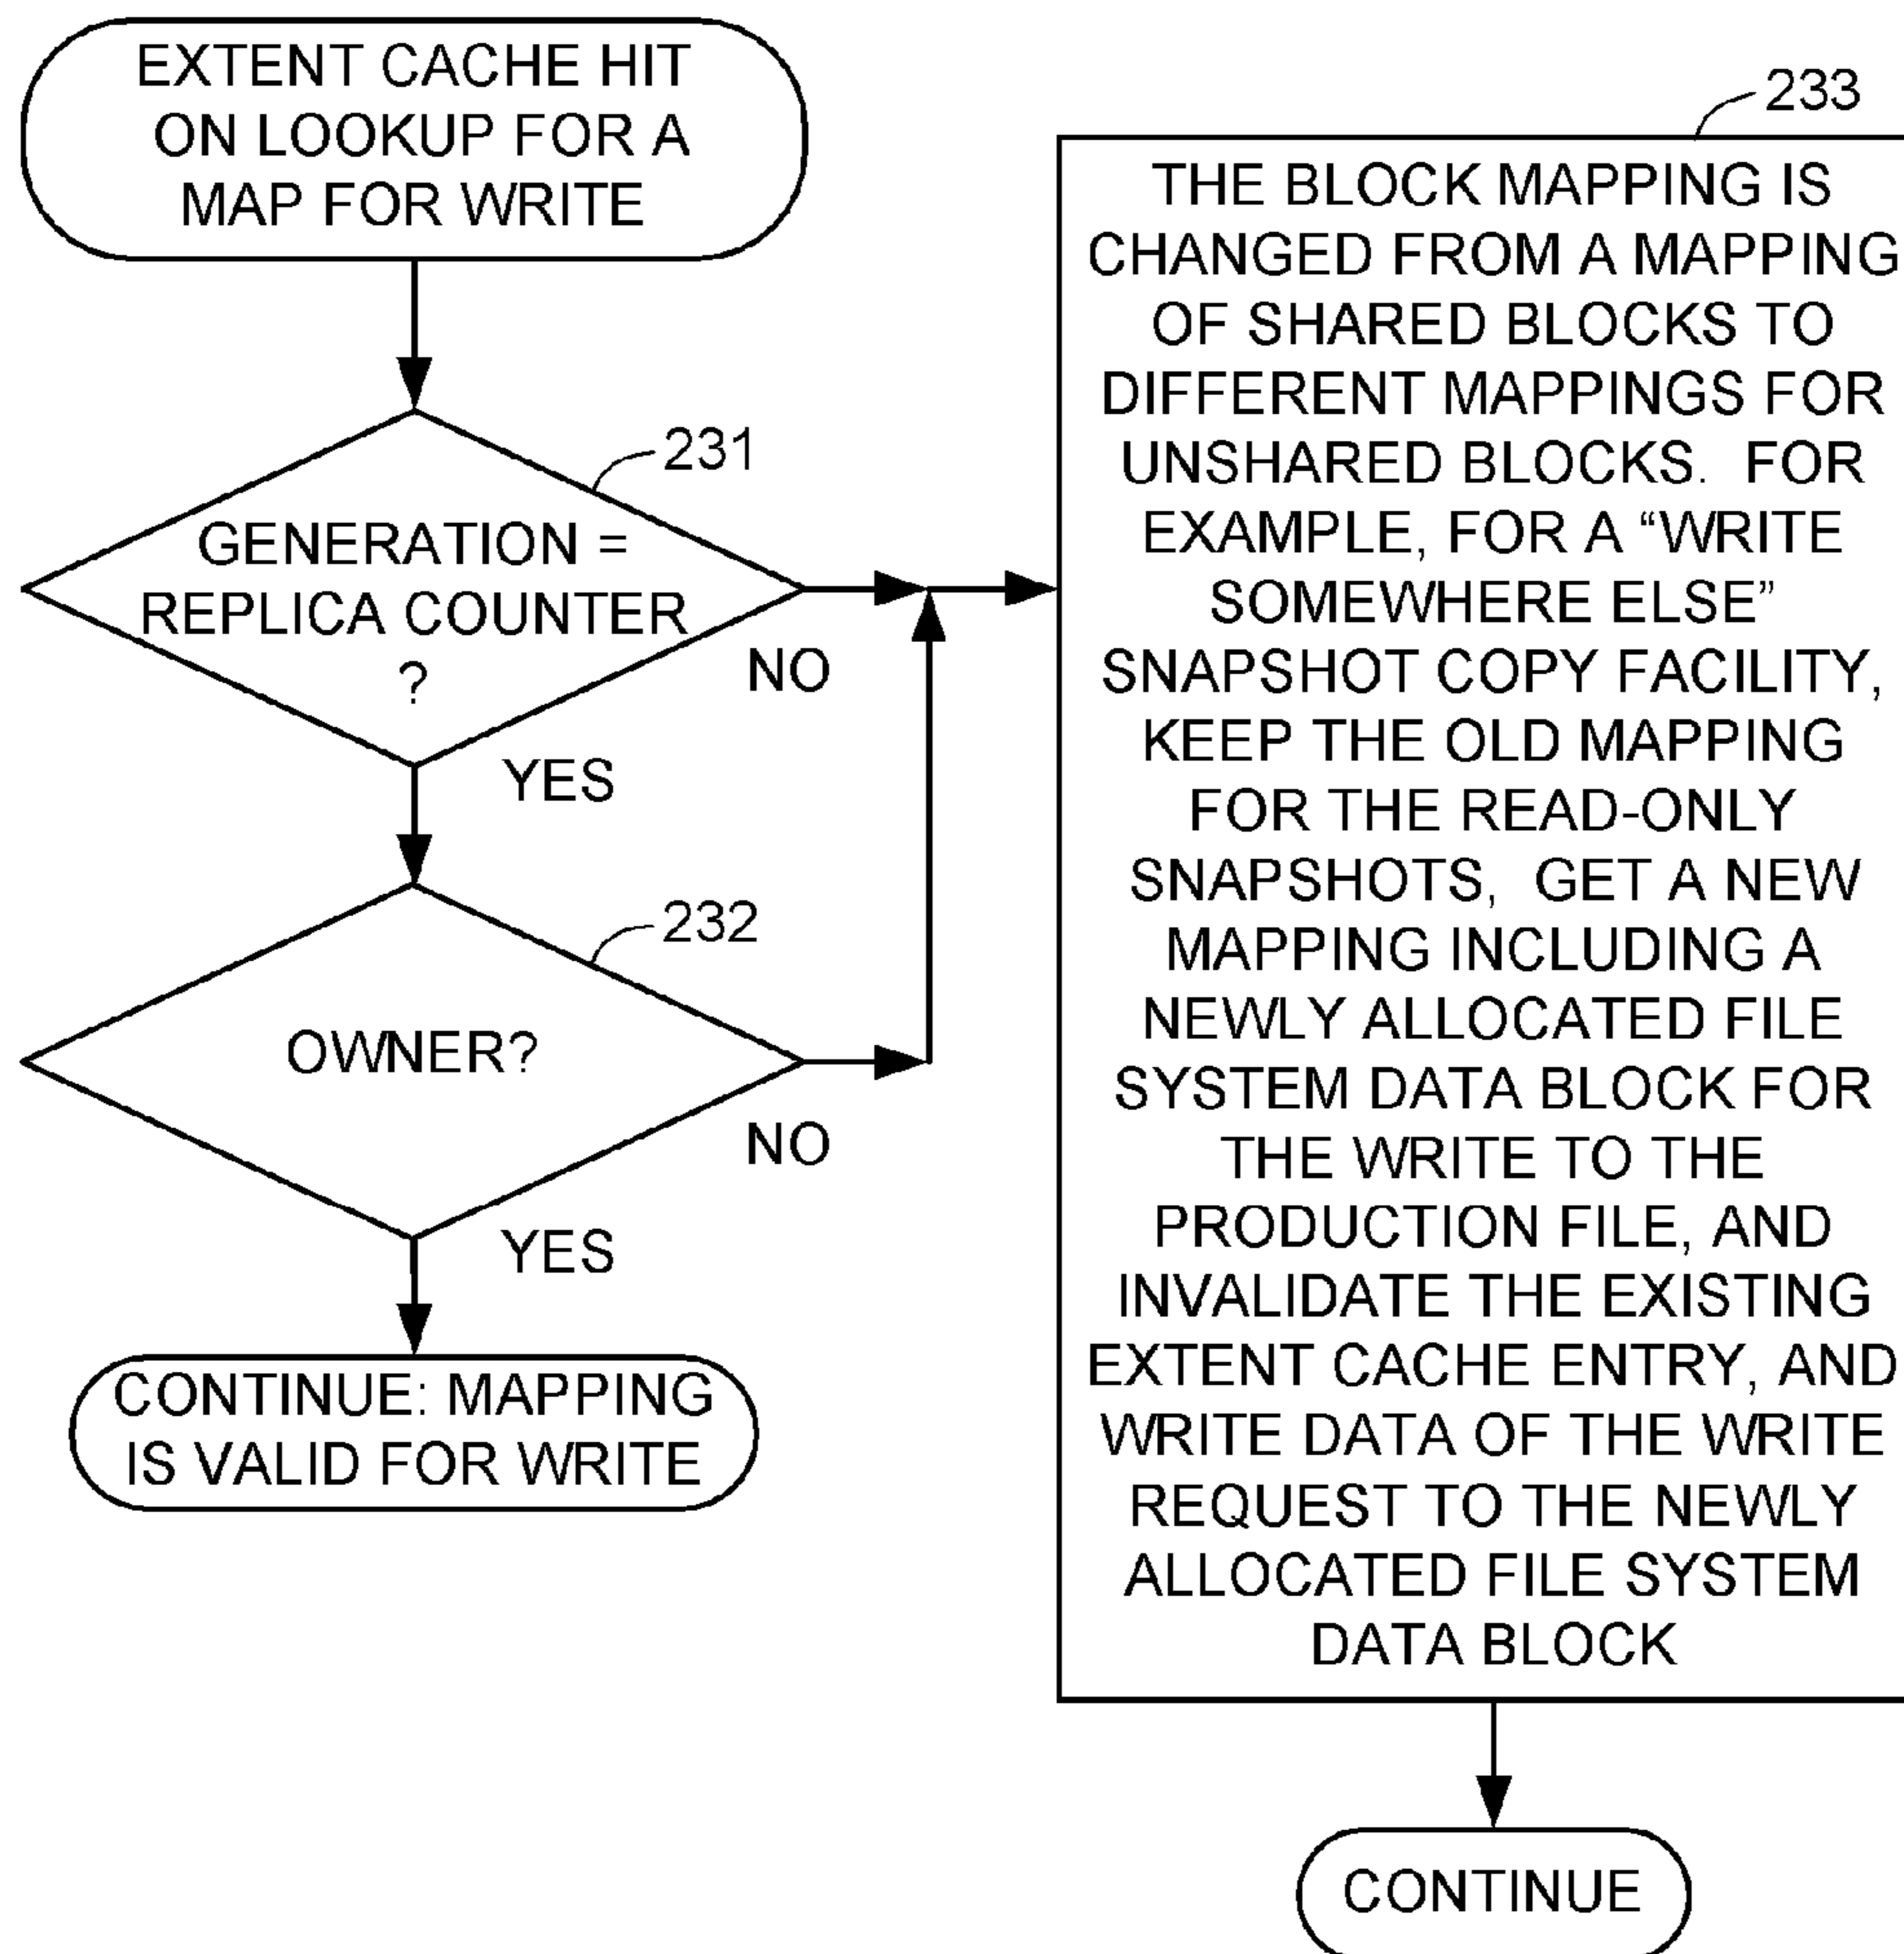 EXTENT CACHE HIT
ON LOOKUP FOR A
MAP FOR WRITE
231
GENERATION =
REPLICA COUNTER
?
NO
YES
232
OWNER?
NO
YES
CONTINUE: MAPPING
IS VALID FOR WRITE
233
THE BLOCK MAPPING IS
CHANGED FROM A MAPPING
OF SHARED BLOCKS TO
DIFFERENT MAPPINGS FOR
UNSHARED BLOCKS. FOR
EXAMPLE, FOR A “WRITE
SOMEWHERE ELSE”
SNAPSHOT COPY FACILITY,
KEEP THE OLD MAPPING
FOR THE READ-ONLY
SNAPSHOTS, GET A NEW
MAPPING INCLUDING A
NEWLY ALLOCATED FILE
SYSTEM DATA BLOCK FOR
THE WRITE TO THE
PRODUCTION FILE, AND
INVALIDATE THE EXISTING
EXTENT CACHE ENTRY, AND
WRITE DATA OF THE WRITE
REQUEST TO THE NEWLY
ALLOCATED FILE SYSTEM
DATA BLOCK
CONTINUE